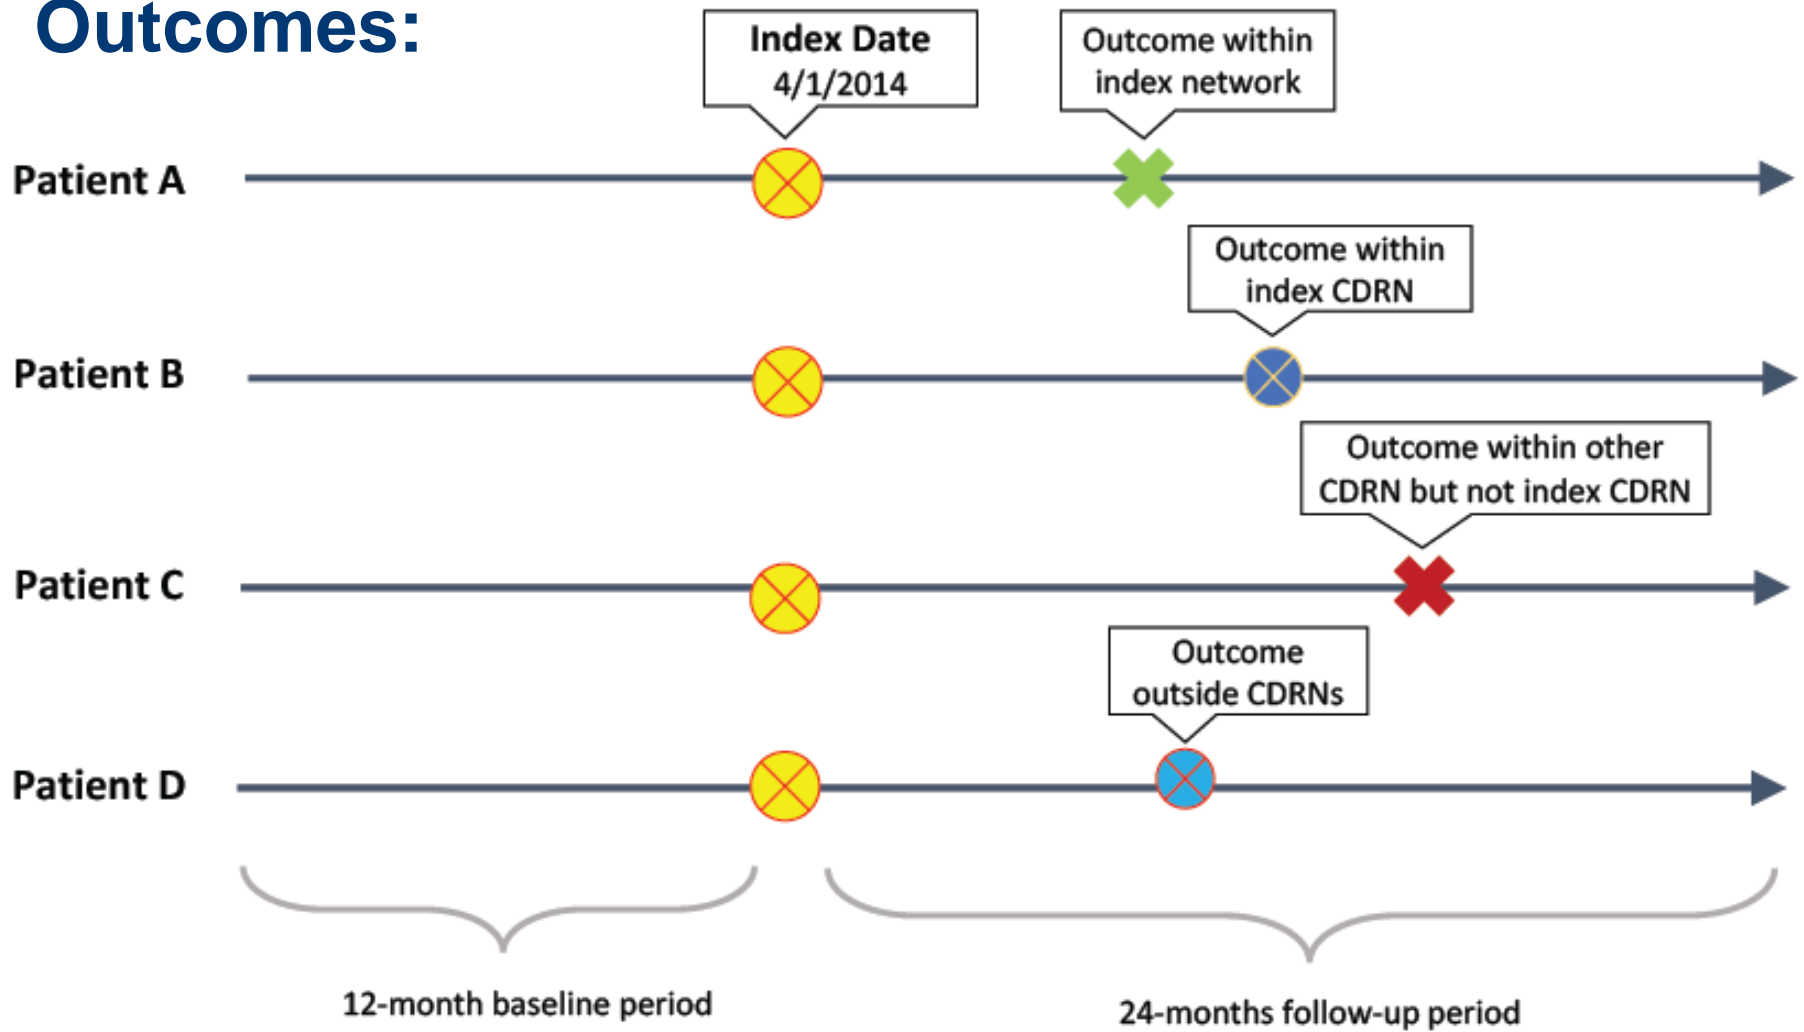 Outcomes:
Index Date
4/1/2014
Outcome within
index network
Patient A
Outcome within
index CDRN
Patient B
Outcome within other
CDRN but not index CDRN
Patient C
Outcome
outside CDRNs
Patient D
12-month baseline period
24-months follow-up period